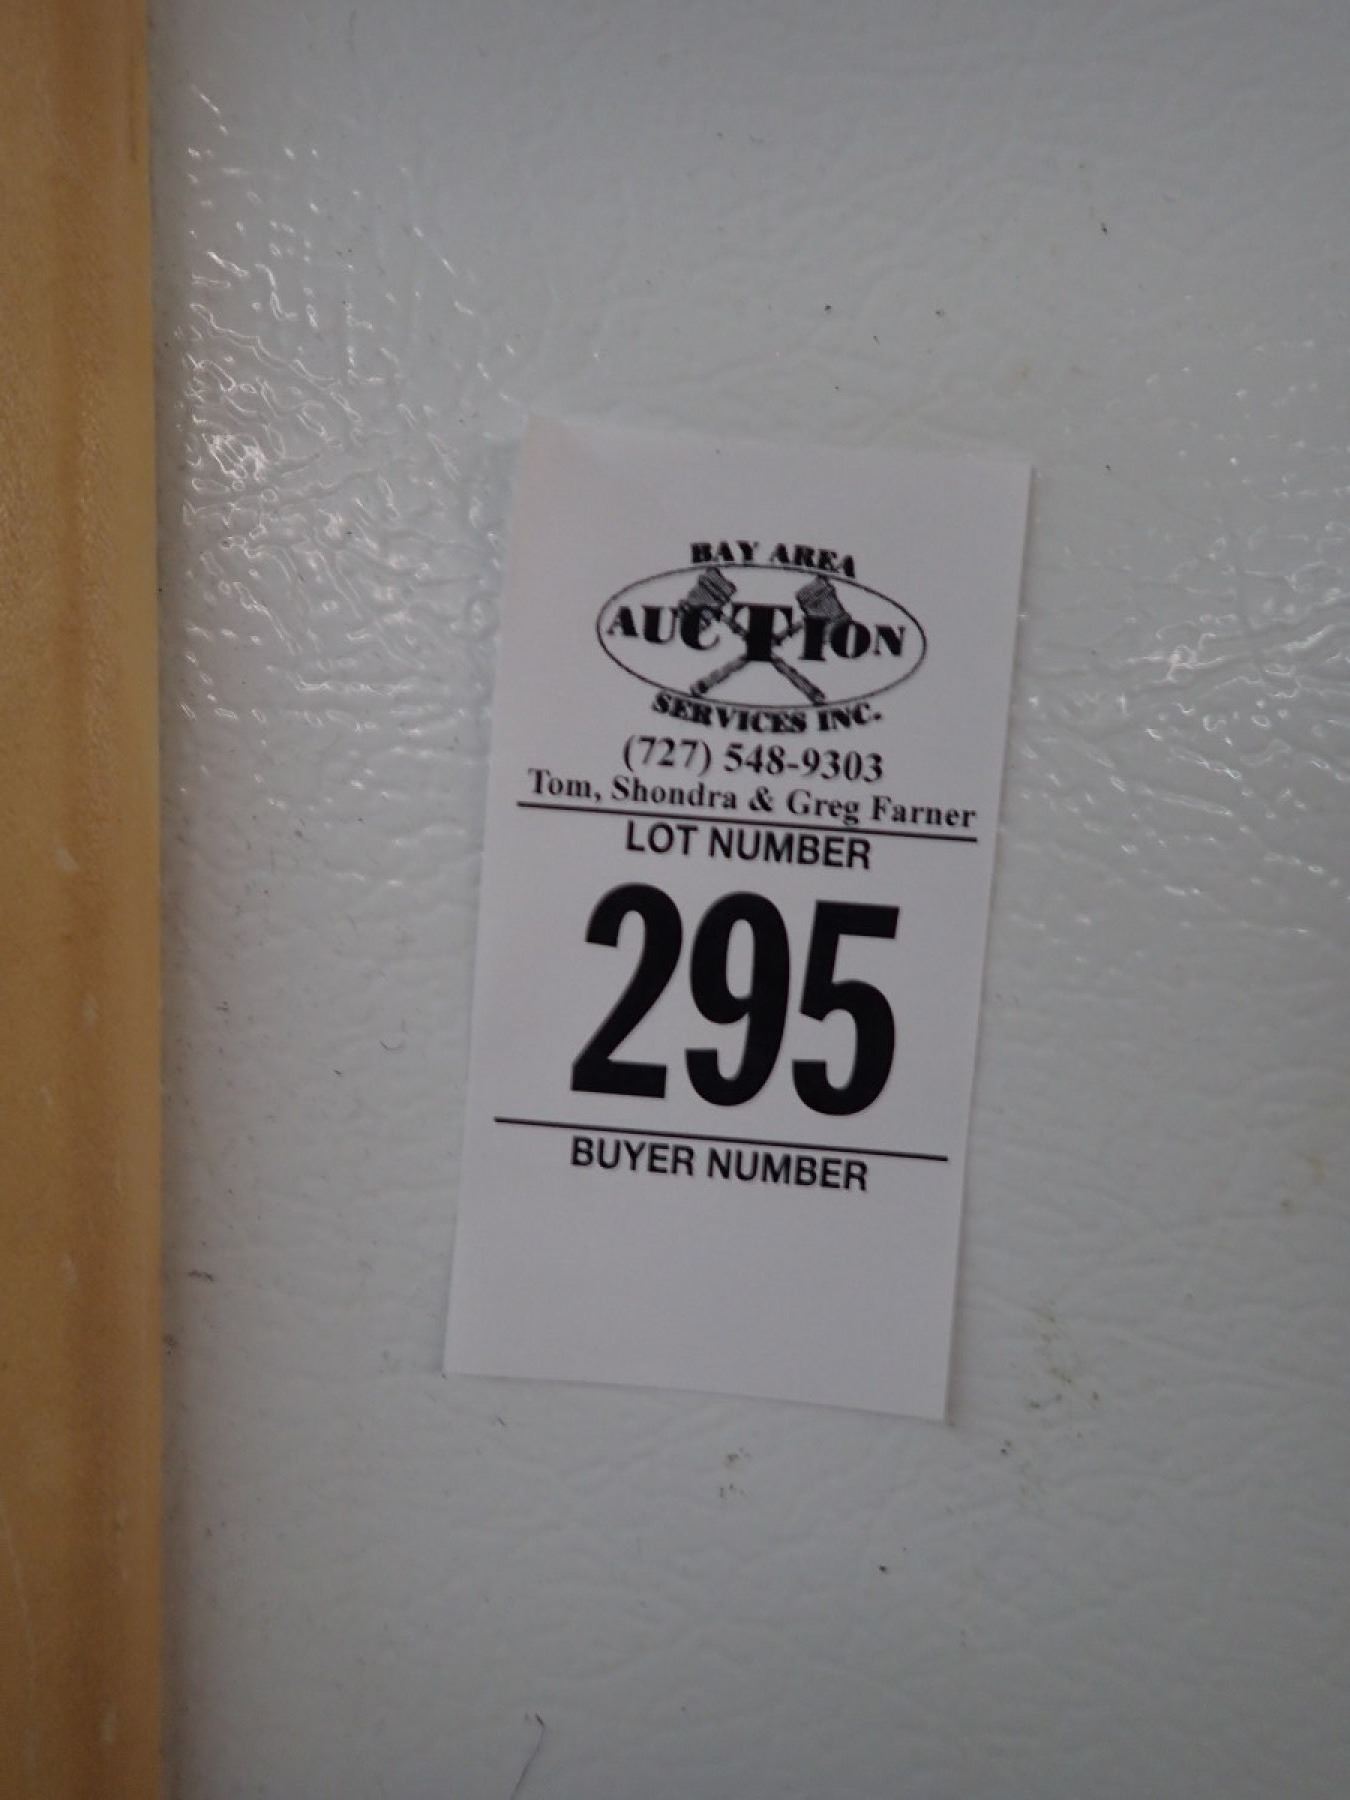 BAY AREA
AUCTION
SERVICES INC.
(727) 548-9303
Tom, Shondra & Greg Farner
LOT NUMBER
295
BUYER NUMBER